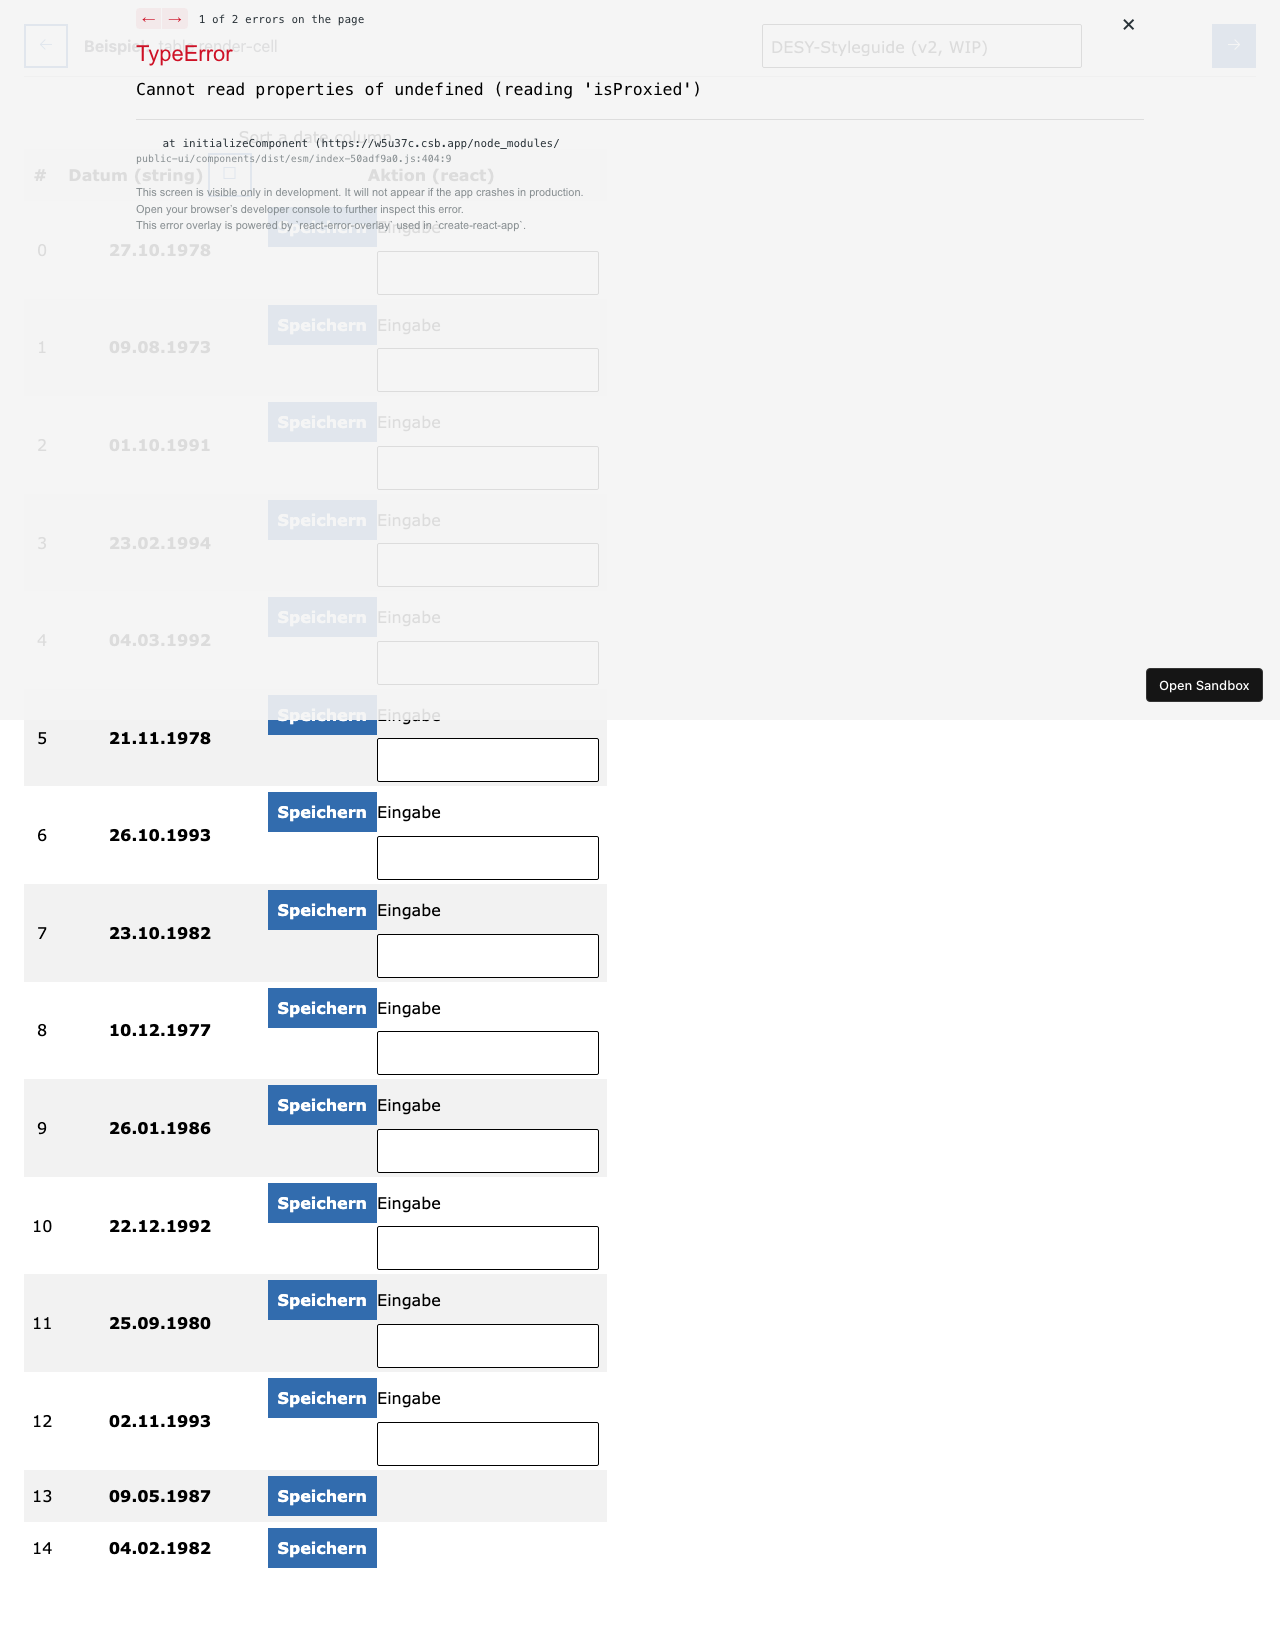 ← → 1 of 2 errors on the page ✕
← Beispiel table render-cell DESY-Styleguide (v2, WIP) →
TypeError
Cannot read properties of undefined (reading 'isProxied')
Sort a date column
at initializeComponent (https://w5u37c.csb.app/node_modules/
public-ui/components/dist/esm/index-50adf9a0.js:404:9
# Datum (string) Aktion (react)
This screen is visible only in development. It will not appear if the app crashes in production.
Open your browser’s developer console to further inspect this error.
This error overlay is powered by `react-error-overlay` used in `create-react-app`.
Speichern Eingabe
0 27.10.1978
Speichern Eingabe
1 09.08.1973
Speichern Eingabe
2 01.10.1991
Speichern Eingabe
3 23.02.1994
Speichern Eingabe
4 04.03.1992
Open Sandbox
Speichern Eingabe
5 21.11.1978
Speichern Eingabe
6 26.10.1993
Speichern Eingabe
7 23.10.1982
Speichern Eingabe
8 10.12.1977
Speichern Eingabe
9 26.01.1986
Speichern Eingabe
10 22.12.1992
Speichern Eingabe
11 25.09.1980
Speichern Eingabe
12 02.11.1993
13 09.05.1987 Speichern
14 04.02.1982 Speichern